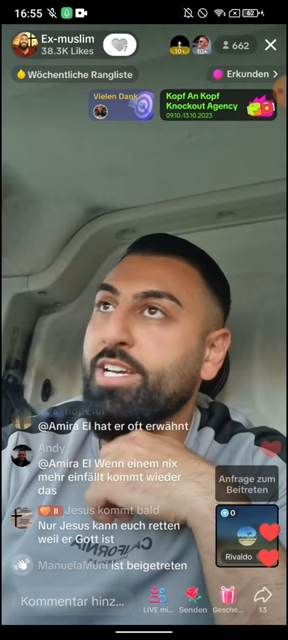 16:55
62
Ex-muslim
38.3K Likes
10+
10+
662
Wöchentliche Rangliste
Erkunden >
Vielen Dank
Kopf An Kopf
Knockout Agency
09.10.-13.10.2023
@Amira El hat er oft erwähnt
Andy
@Amira El Wenn einem nix
mehr einfällt kommt wieder
das
Jesus kommt bald
Nur Jesus kann euch retten
weil er Gott ist
ManuelaMuni ist beigetreten
CALIFORNIA
Anfrage zum
Beitreten
0
Rivaldo
Kommentar hinz...
LIVE mi...
Senden
Gesche...
13